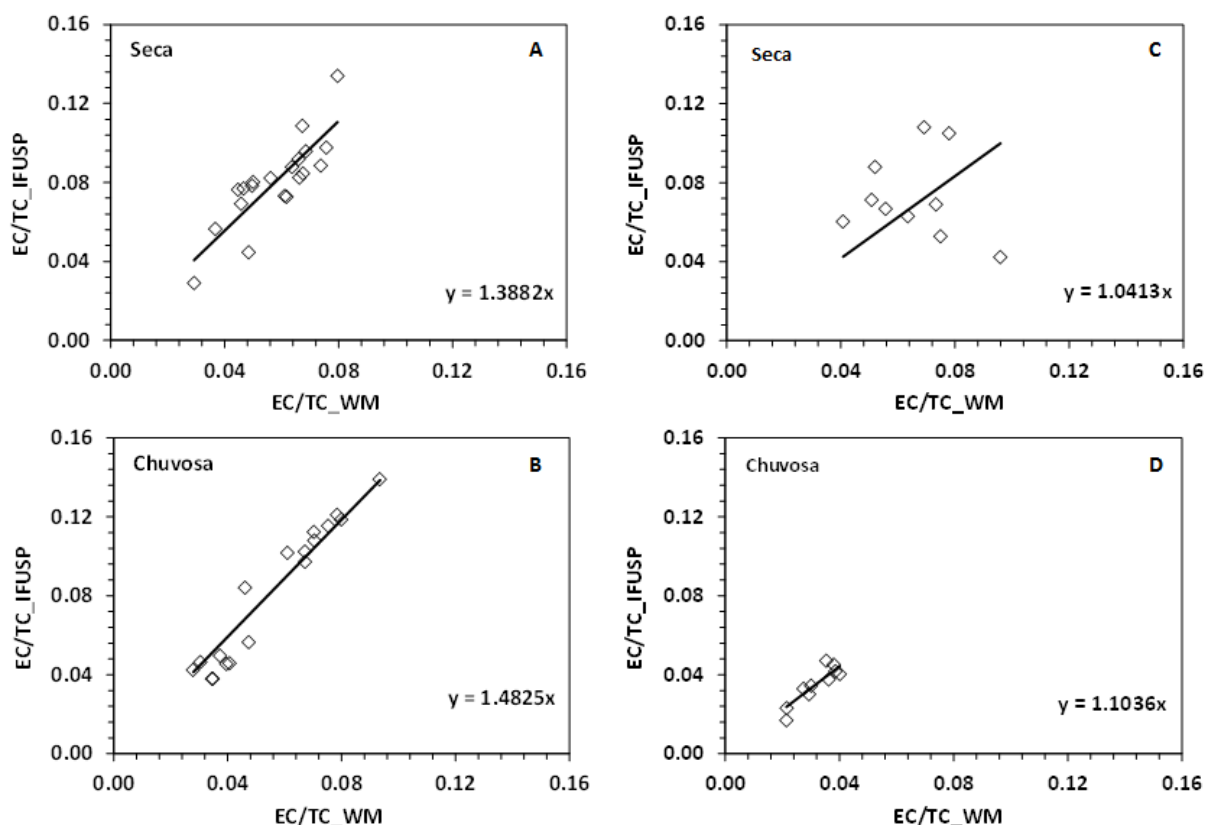 Seca A
0.16
0.12
0.08
0.04
0.00
EC/TC_IFUSP
y = 1.3882x
0.00 0.04 0.08 0.12 0.16
EC/TC_WM
Seca C
0.16
0.12
0.08
0.04
0.00
EC/TC_IFUSP
y = 1.0413x
0.00 0.04 0.08 0.12 0.16
EC/TC_WM
Chuvosa B
0.16
0.12
0.08
0.04
0.00
EC/TC_IFUSP
y = 1.4825x
0.00 0.04 0.08 0.12 0.16
EC/TC_WM
Chuvosa D
0.16
0.12
0.08
0.04
0.00
EC/TC_IFUSP
y = 1.1036x
0.00 0.04 0.08 0.12 0.16
EC/TC_WM